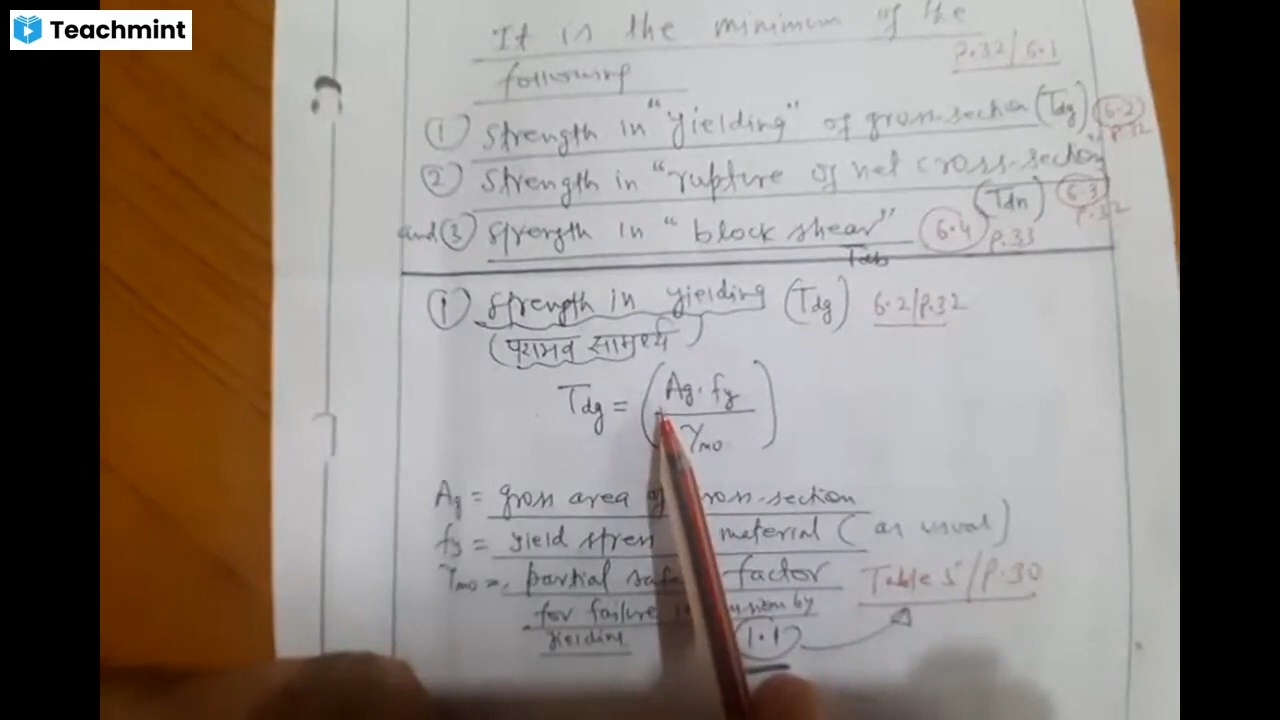 Teachmint
It is the minimum of the
following P.32/6.1
① Strength in "yielding" of gross-section (Tdg) 6.2 P.32
② Strength in "rupture of net cross-section" (Tdn) 6.3 P.32
and ③ Strength in "block shear" 6.4 P.33
Tdb
① Strength in yielding (Tdg) 6.2/P.32
(पराभव सामर्थ्य)
Tdg = (Ag. fy / γm0)
Ag = gross area of cross-section
fy = yield stress material (as usual)
γm0 = partial factor Table 5/P.30
for failure by
yielding 1.1